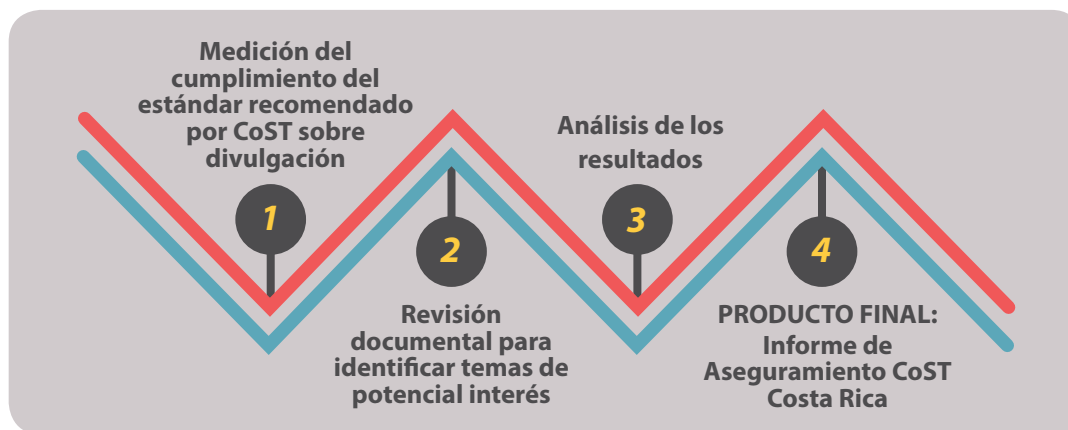 Medición del
cumplimiento del
estándar recomendado
por CoST sobre
divulgación
1
2
Revisión
documental para
identificar temas de
potencial interés
Análisis de los
resultados
3
4
PRODUCTO FINAL:
Informe de
Aseguramiento CoST
Costa Rica